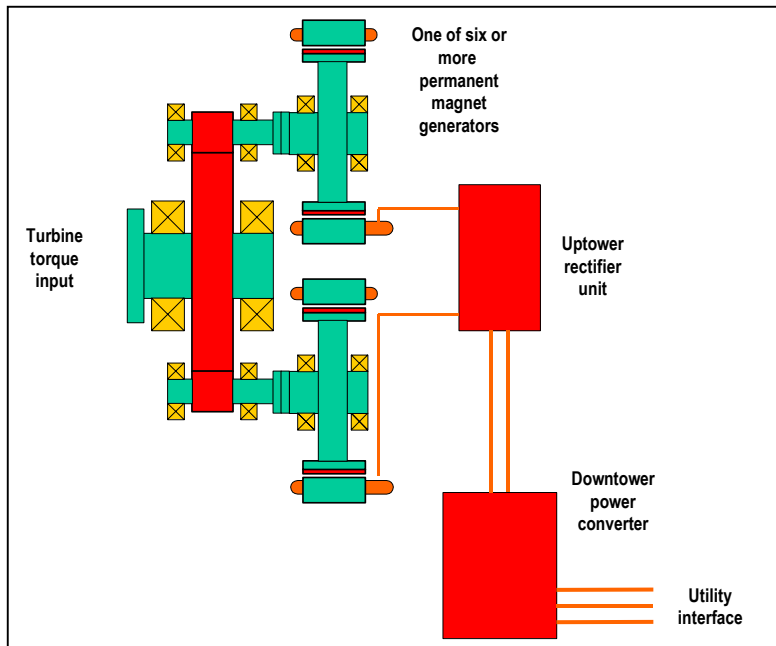 One of six or
more
permanent
magnet
generators
Turbine
torque
input
Uptower
rectifier
unit
Downtower
power
converter
Utility
interface